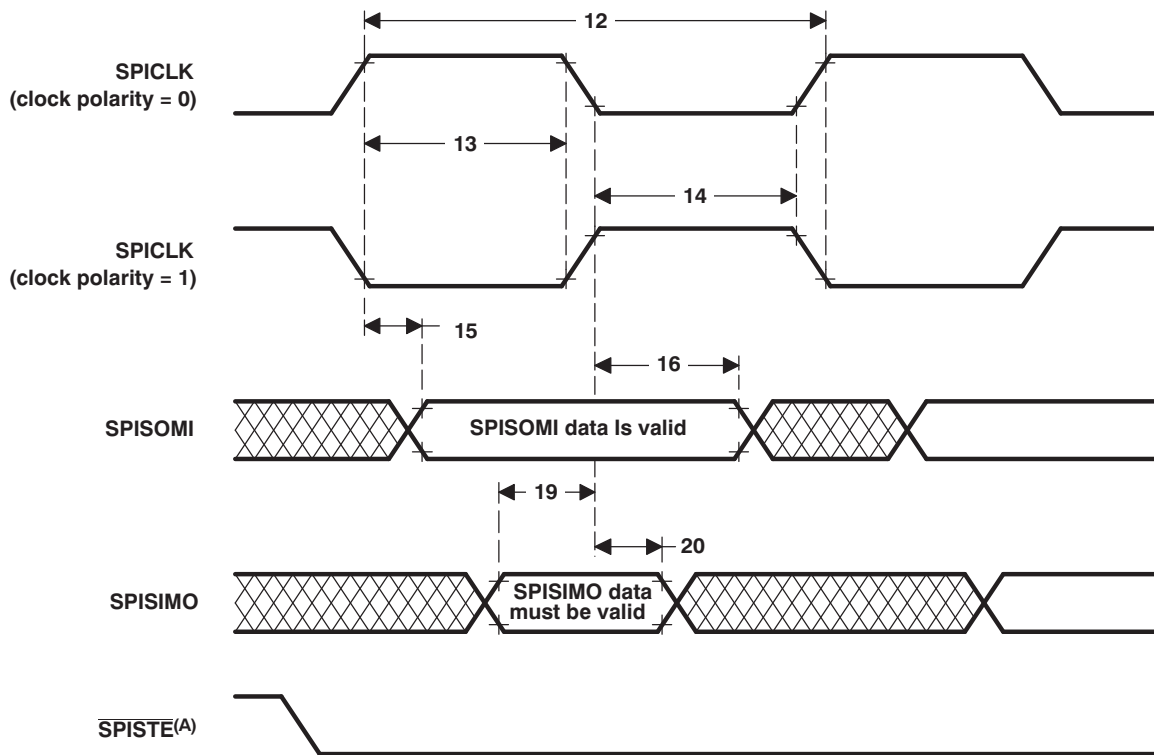 12
SPICLK
(clock polarity = 0)
13
14
SPICLK
(clock polarity = 1)
15
16
SPISOMI
SPISOMI data Is valid
19
20
SPISIMO
SPISIMO data
must be valid
SPISTE(A)